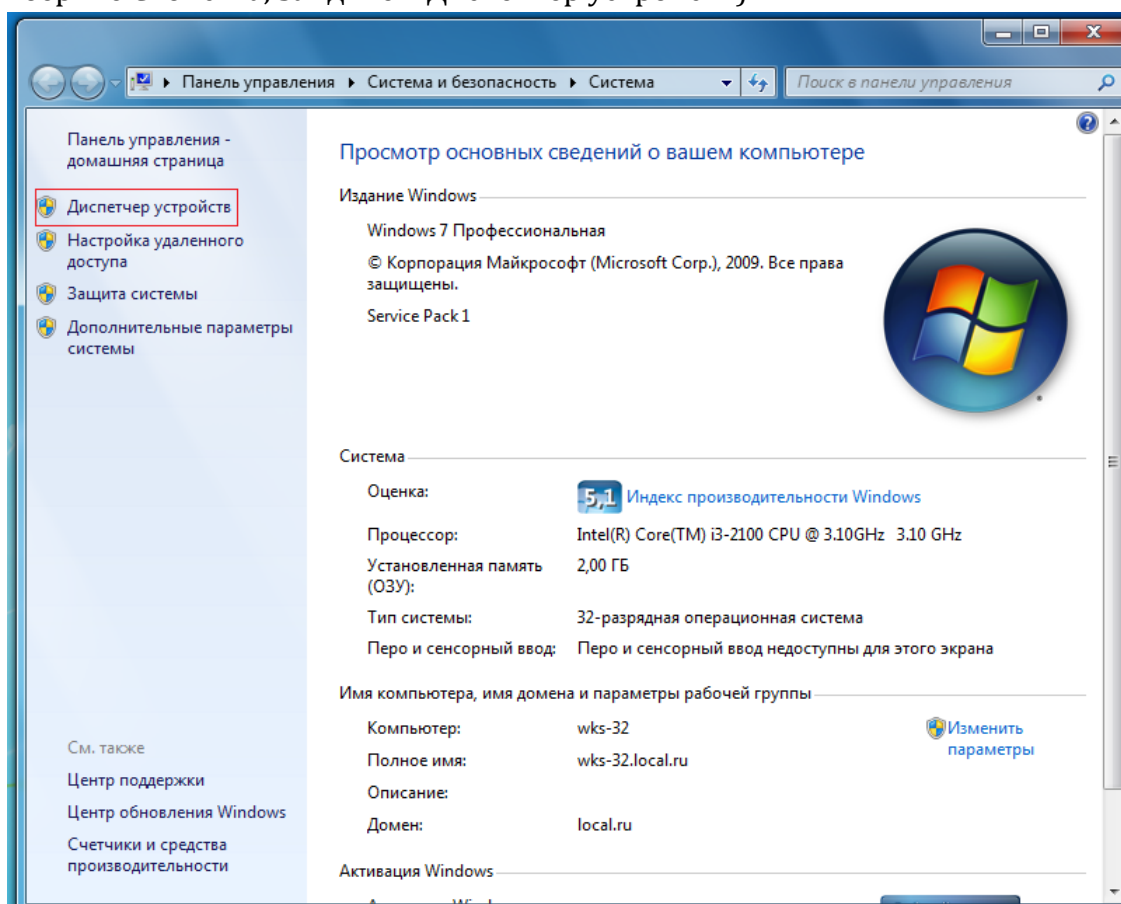 Панель управления ▸ Система и безопасность ▸ Система
Поиск в панели управления
Панель управления -
домашняя страница
Диспетчер устройств
Настройка удаленного
доступа
Защита системы
Дополнительные параметры
системы
См. также
Центр поддержки
Центр обновления Windows
Счетчики и средства
производительности
Просмотр основных сведений о вашем компьютере
Издание Windows
Windows 7 Профессиональная
© Корпорация Майкрософт (Microsoft Corp.), 2009. Все права
защищены.
Service Pack 1
Система
Оценка: 5,1 Индекс производительности Windows
Процессор: Intel(R) Core(TM) i3-2100 CPU @ 3.10GHz 3.10 GHz
Установленная память 2,00 ГБ
(ОЗУ):
Тип системы: 32-разрядная операционная система
Перо и сенсорный ввод: Перо и сенсорный ввод недоступны для этого экрана
Имя компьютера, имя домена и параметры рабочей группы
Компьютер: wks-32 Изменить
параметры
Полное имя: wks-32.local.ru
Описание:
Домен: local.ru
Активация Windows